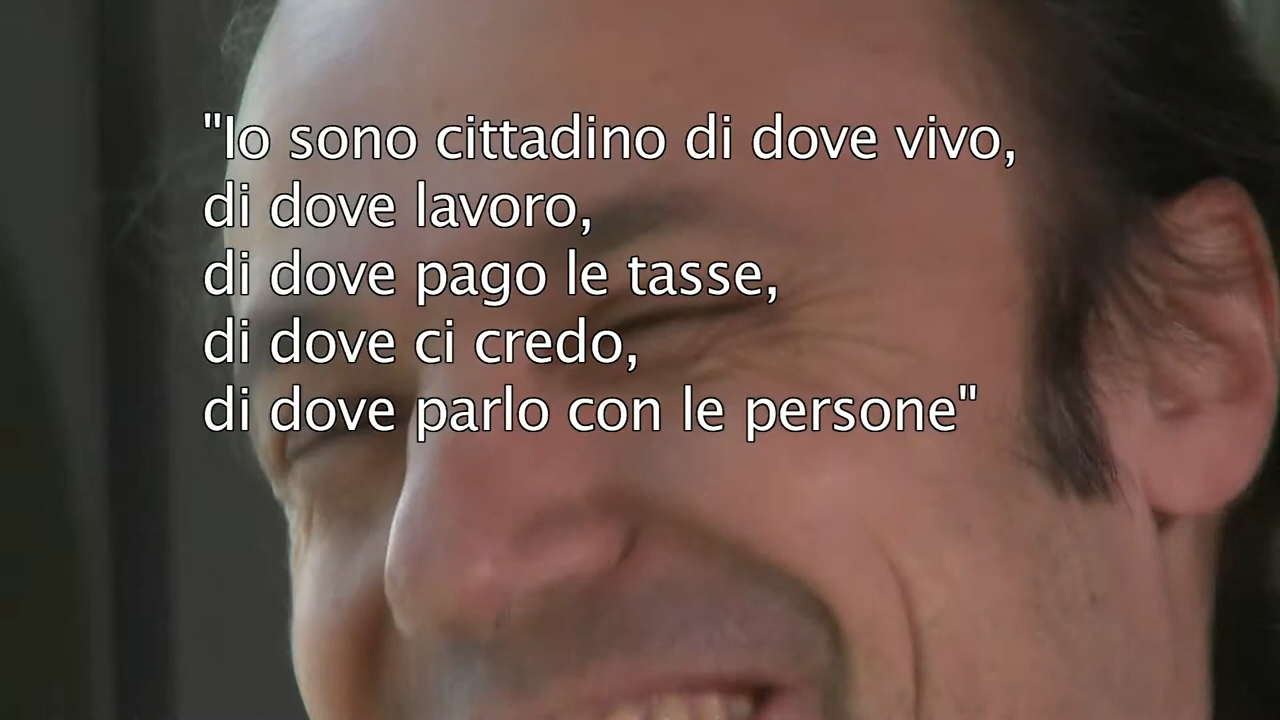 "Io sono cittadino di dove vivo,
di dove lavoro,
di dove pago le tasse,
di dove ci credo,
di dove parlo con le persone"